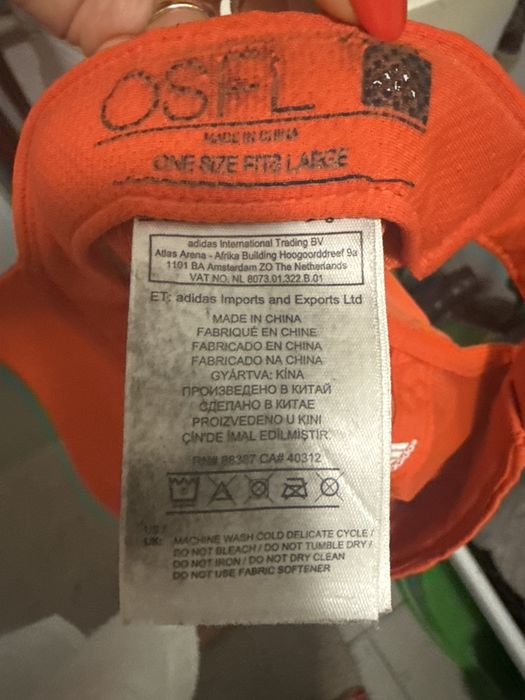 OSFL
MADE IN CHINA
ONE SIZE FITS LARGE
adidas International Trading BV
Atlas Arena - Afrika Building Hoogoorddreef 9a
1101 BA Amsterdam ZO The Netherlands
VAT NO. NL 8073.01.322.B.01
ET: adidas Imports and Exports Ltd
MADE IN CHINA
FABRIQUÉ EN CHINE
FABRICADO EN CHINA
FABRICADO NA CHINA
GYÁRTVA: KÍNA
ПРОИЗВЕДЕНО В КИТАЙ
СДЕЛАНО В КИТАЕ
PROIZVEDENO U KINI
ÇİN'DE İMAL EDİLMİŞTİR
RN# 88387 CA# 40312
US /
UK: MACHINE WASH COLD DELICATE CYCLE /
DO NOT BLEACH / DO NOT TUMBLE DRY /
DO NOT IRON / DO NOT DRY CLEAN
DO NOT USE FABRIC SOFTENER